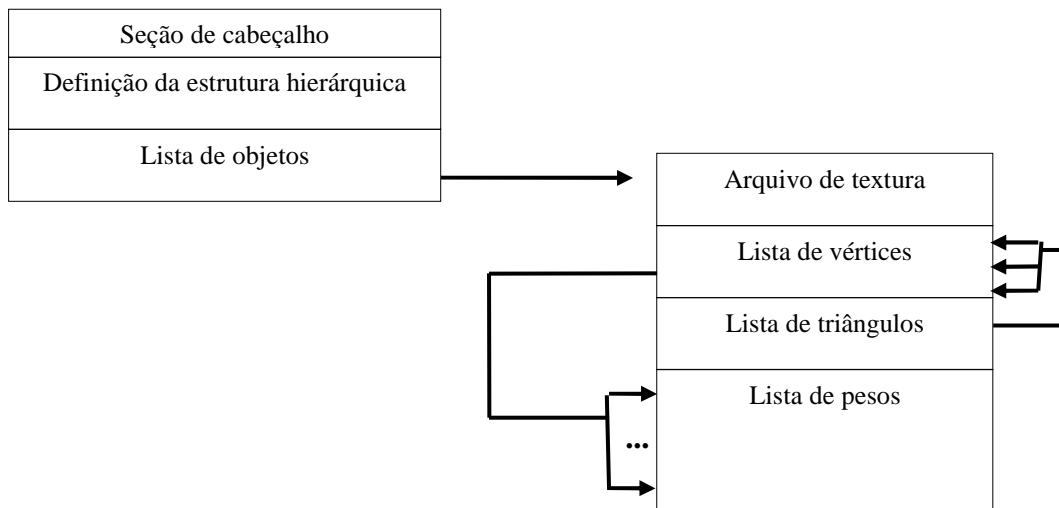 Seção de cabeçalho
Definição da estrutura hierárquica
Lista de objetos
Arquivo de textura
Lista de vértices
Lista de triângulos
Lista de pesos
...